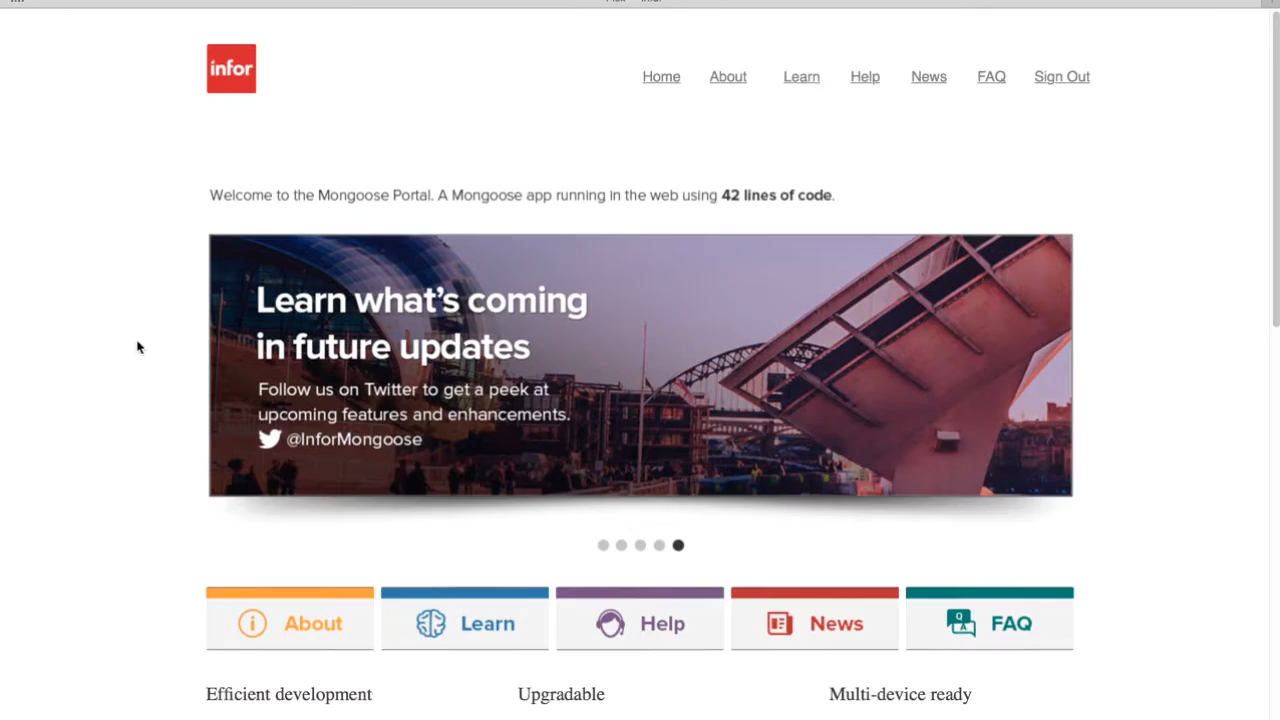 infor
Home About Learn Help News FAQ Sign Out
Welcome to the Mongoose Portal. A Mongoose app running in the web using 42 lines of code.
Learn what's coming
in future updates
Follow us on Twitter to get a peek at
upcoming features and enhancements.
@InforMongoose
About Learn Help News FAQ
Efficient development Upgradable Multi-device ready